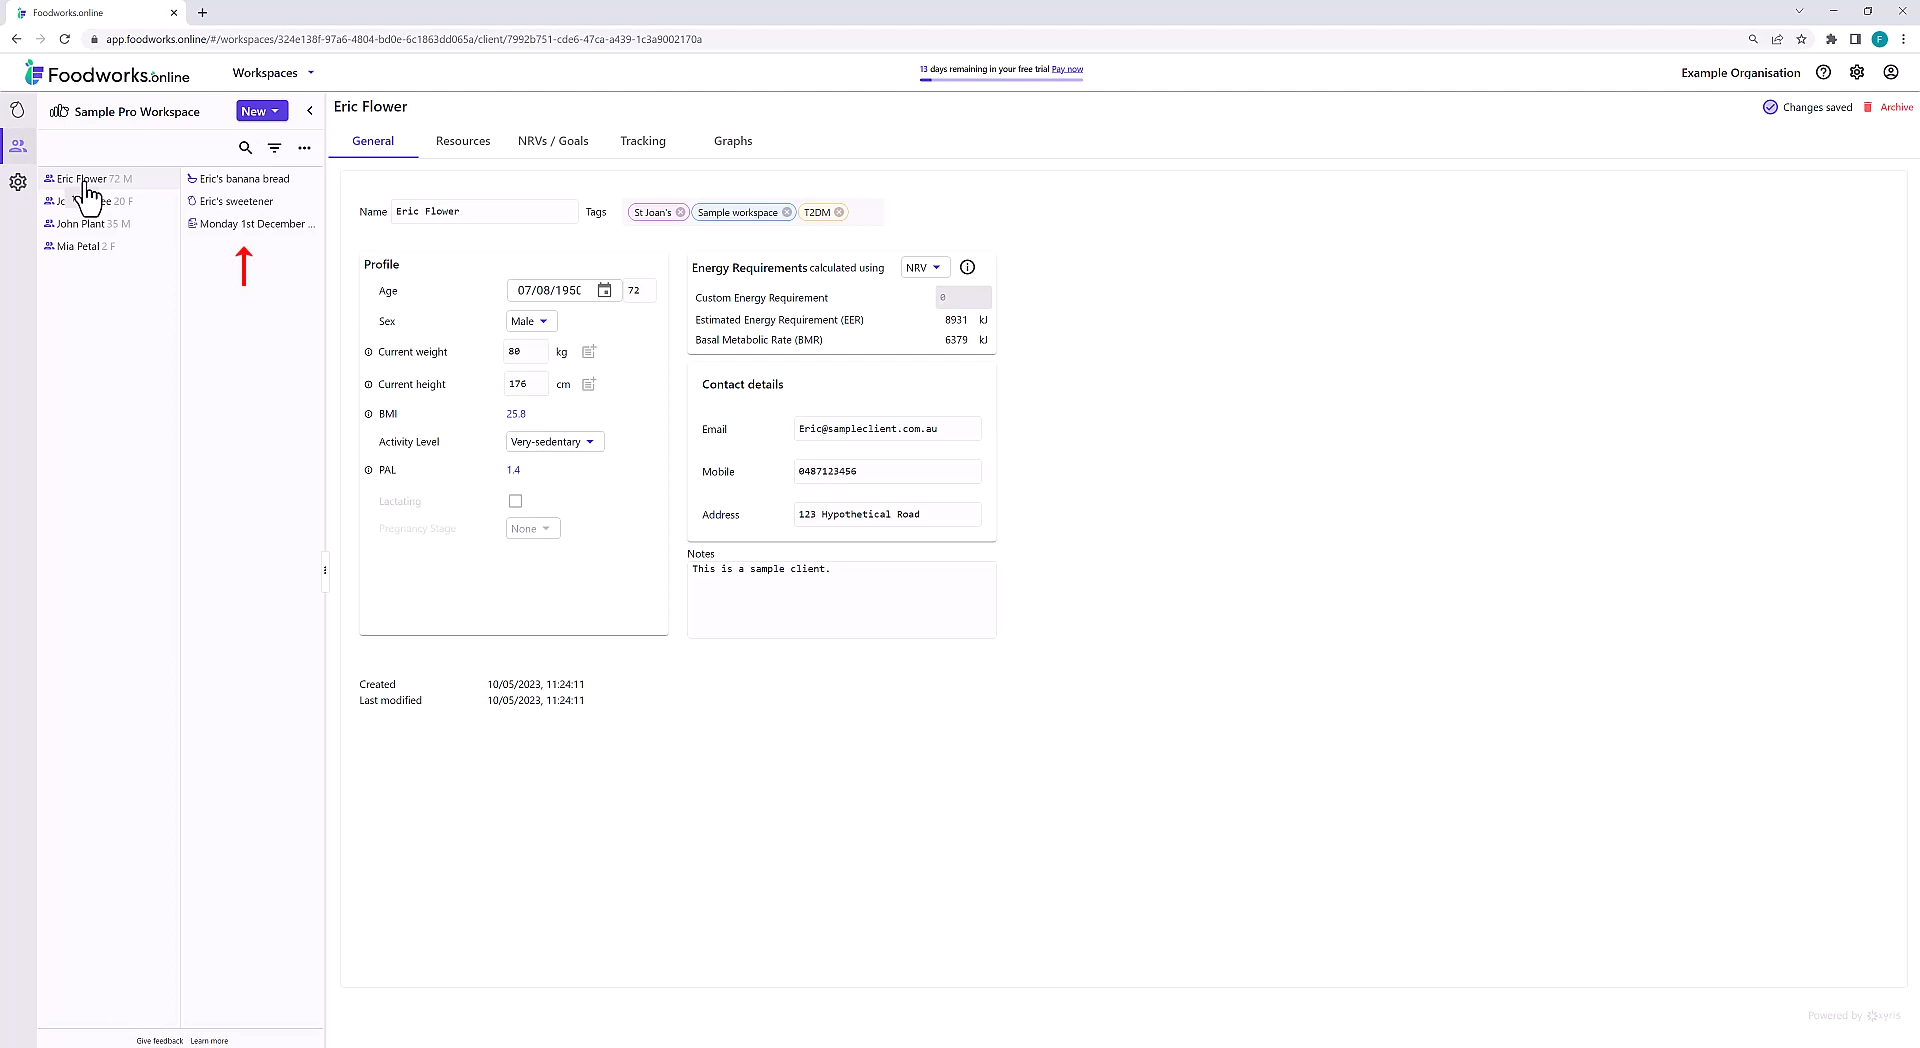 Foodworks.online
app.foodworks.online/#/workspaces/324e138f-97a6-4804-bd0e-6c1863dd065a/client/7992b751-cde6-47ca-a439-1c3a9002170a
F
Foodworks.online
Workspaces
13 days remaining in your free trial Pay now
Example Organisation
Sample Pro Workspace
New
Eric Flower
Changes saved
Archive
General
Resources
NRVs / Goals
Tracking
Graphs
Eric Flower 72 M
20 F
John Plant 35 M
Mia Petal 2 F
Eric's banana bread
Eric's sweetener
Monday 1st December ...
Name Eric Flower
Tags St Joan's Sample workspace T2DM
Profile
Age 07/08/195 72
Sex Male
Current weight 80 kg
Current height 176 cm
BMI 25.8
Activity Level Very-sedentary
PAL 1.4
Lactating
Pregnancy Stage None
Energy Requirements calculated using NRV
Custom Energy Requirement 0
Estimated Energy Requirement (EER) 8931 kJ
Basal Metabolic Rate (BMR) 6379 kJ
Contact details
Email Eric@sampleclient.com.au
Mobile 0487123456
Address 123 Hypothetical Road
Notes
This is a sample client.
Created 10/05/2023, 11:24:11
Last modified 10/05/2023, 11:24:11
Powered by xyris
Give feedback Learn more